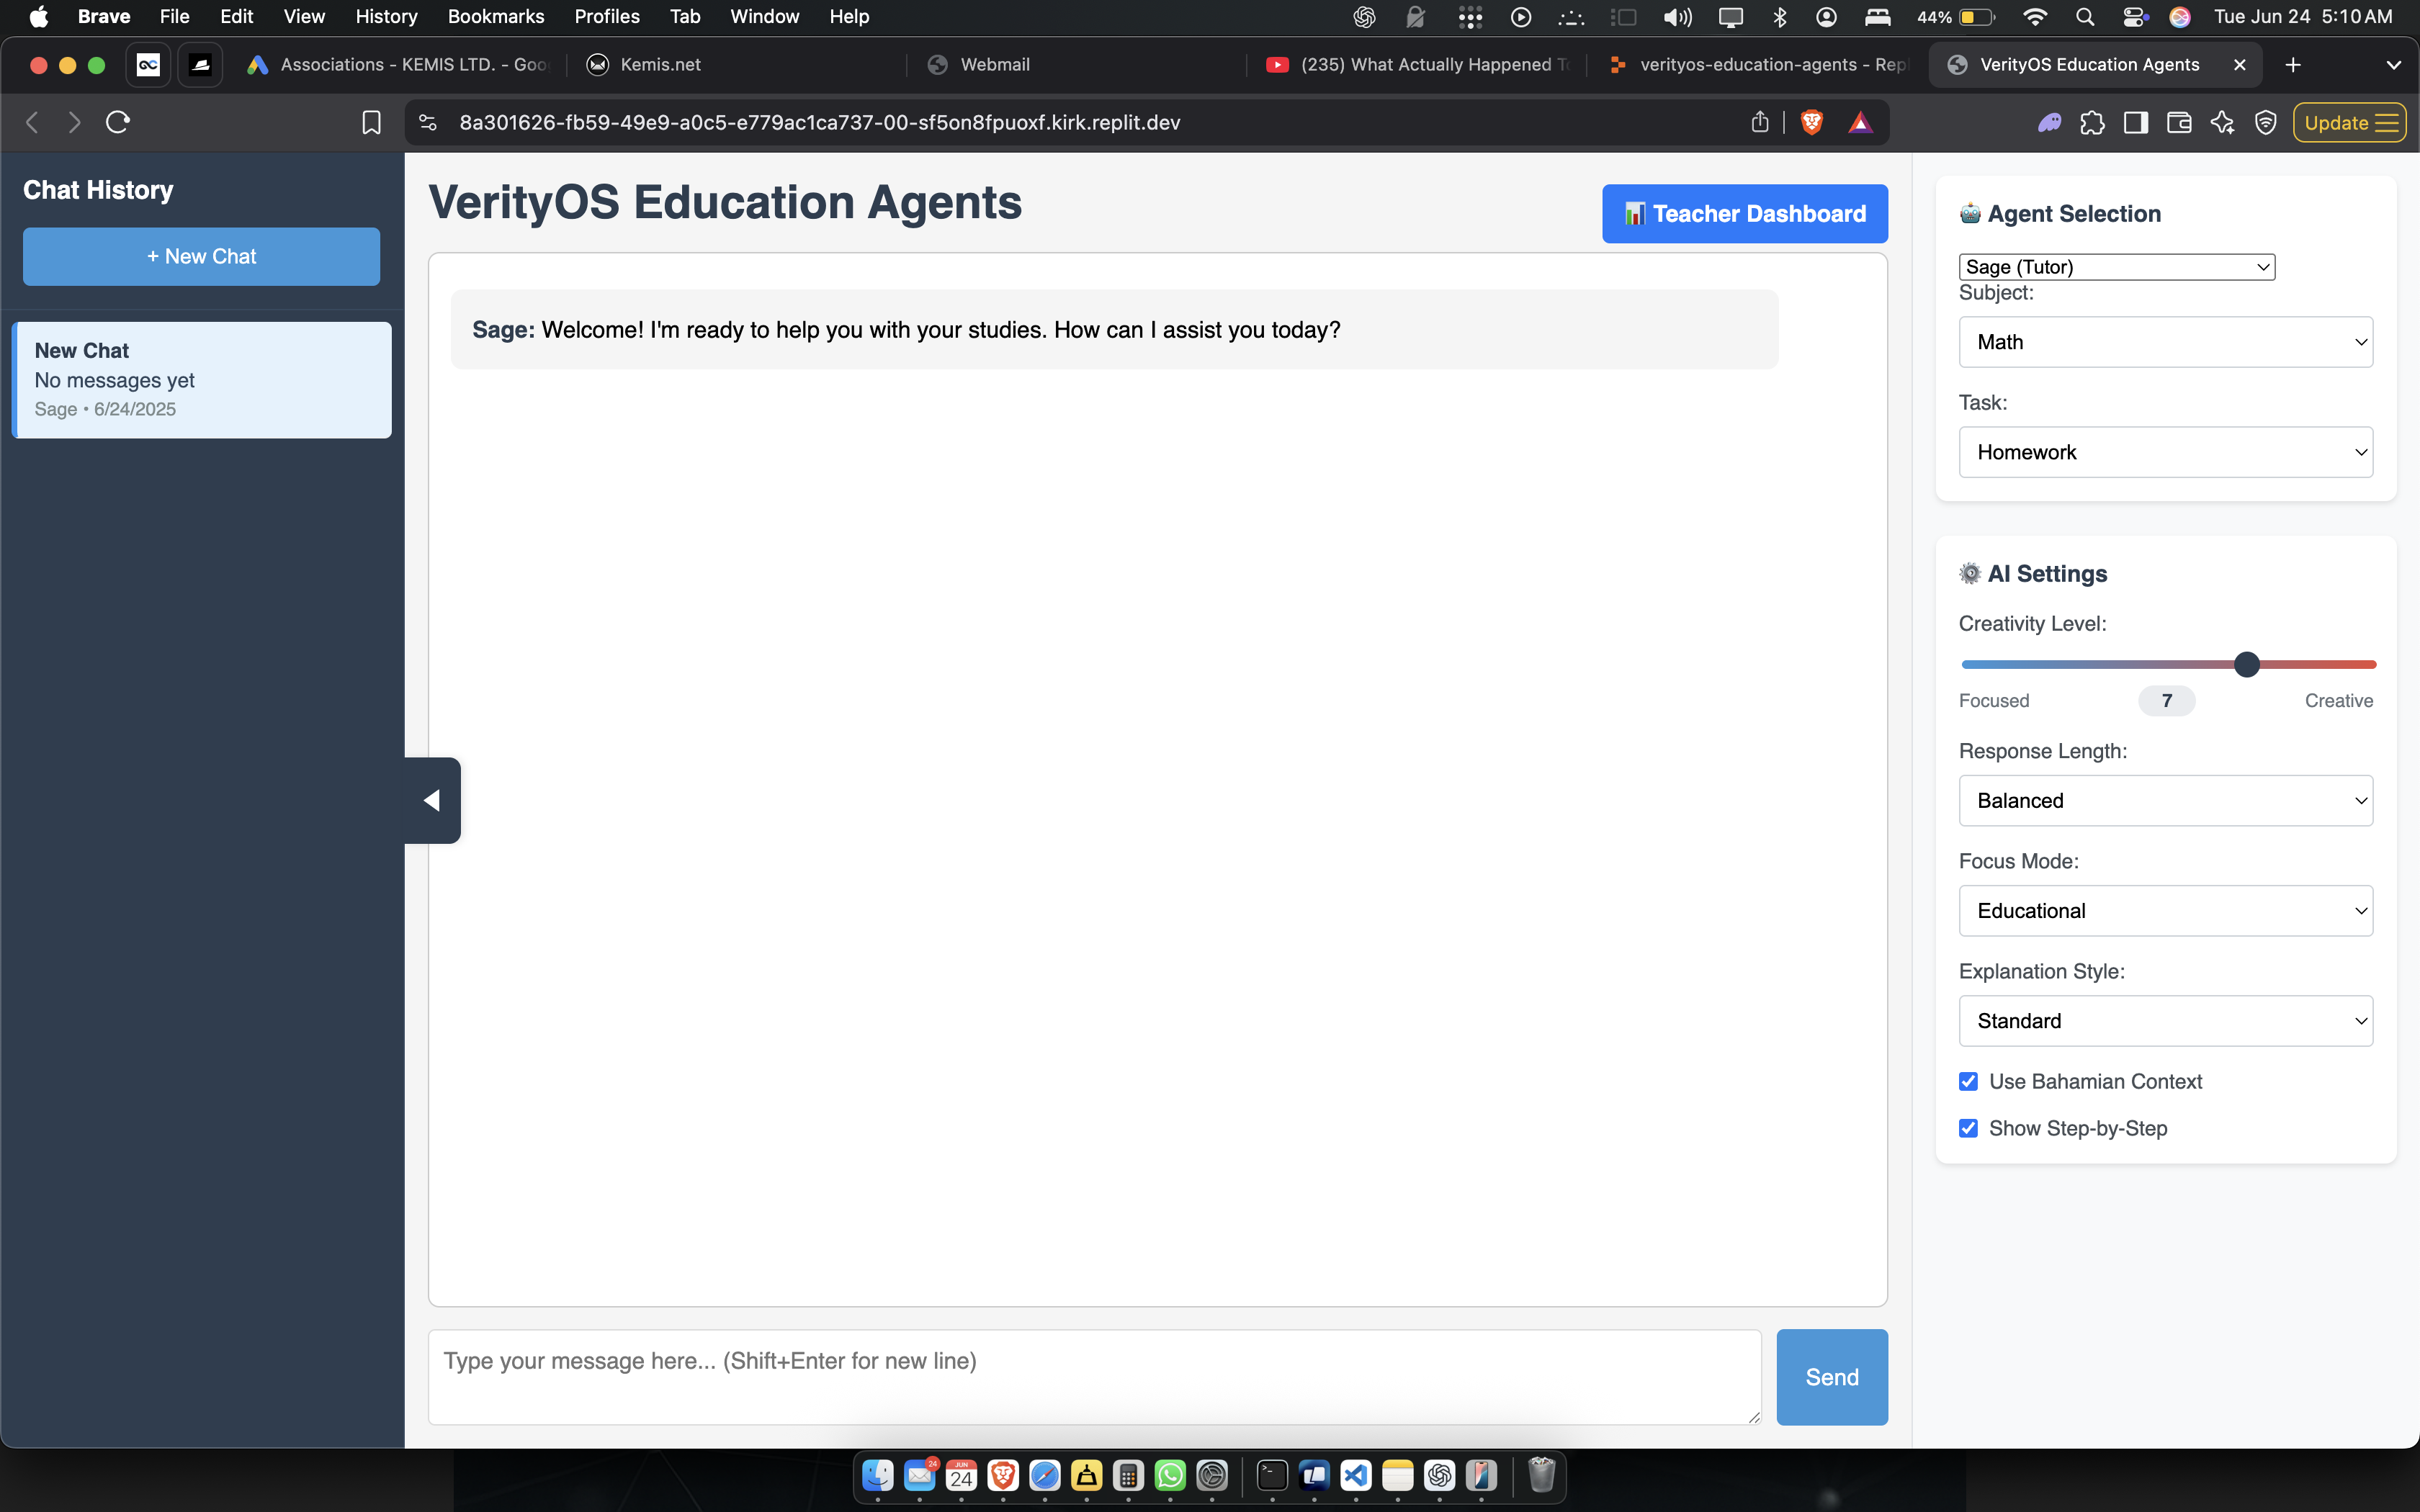 Brave File Edit View History Bookmarks Profiles Tab Window Help 44% Tue Jun 24 5:10 AM
Associations - KEMIS LTD. - Goo Kemis.net Webmail (235) What Actually Happened T verityos-education-agents - Rep VerityOS Education Agents
8a301626-fb59-49e9-a0c5-e779ac1ca737-00-sf5on8fpuoxf.kirk.replit.dev Update
Chat History
+ New Chat
New Chat
No messages yet
Sage • 6/24/2025
VerityOS Education Agents
Teacher Dashboard
Sage: Welcome! I'm ready to help you with your studies. How can I assist you today?
Type your message here... (Shift+Enter for new line)
Send
Agent Selection
Sage (Tutor)
Subject:
Math
Task:
Homework
AI Settings
Creativity Level:
Focused 7 Creative
Response Length:
Balanced
Focus Mode:
Educational
Explanation Style:
Standard
Use Bahamian Context
Show Step-by-Step
24
JUN
24